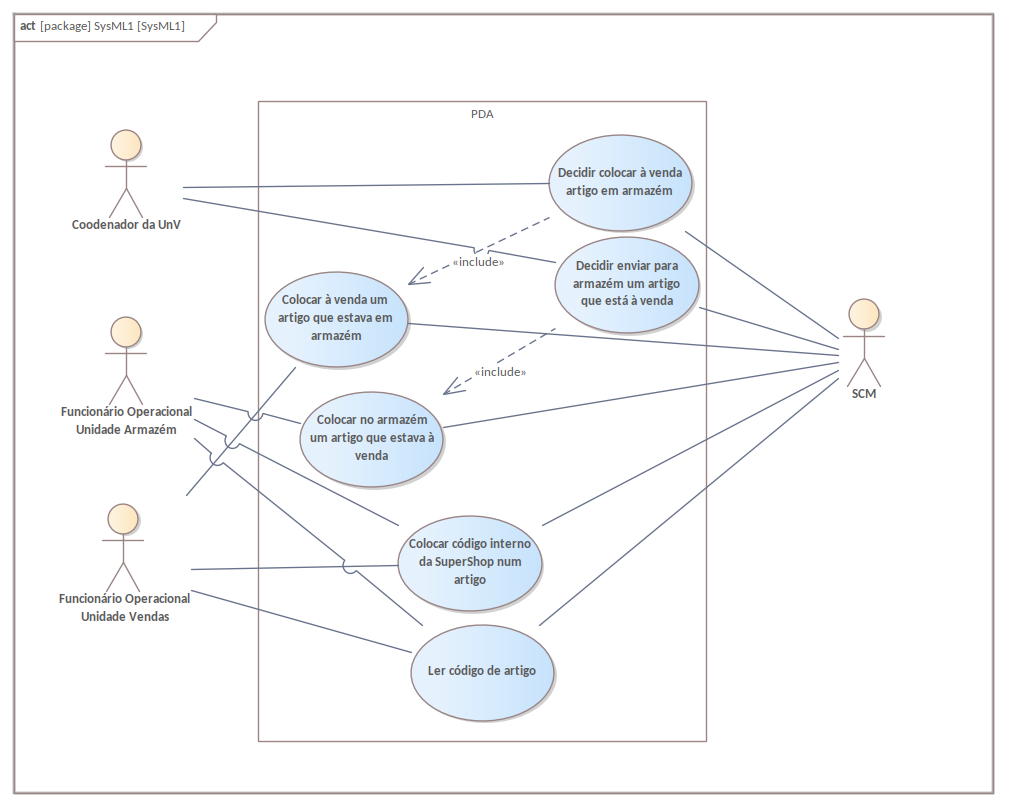 act [package] SysML1 [SysML1]
PDA
Decidir colocar à venda
artigo em armazém
Coodenador da UnV
«include»
Decidir enviar para
armazém um artigo
que está à venda
Colocar à venda um
artigo que estava em
armazém
«include»
SCM
Funcionário Operacional
Unidade Armazém
Colocar no armazém
um artigo que estava à
venda
Colocar código interno
da SuperShop num
artigo
Funcionário Operacional
Unidade Vendas
Ler código de artigo